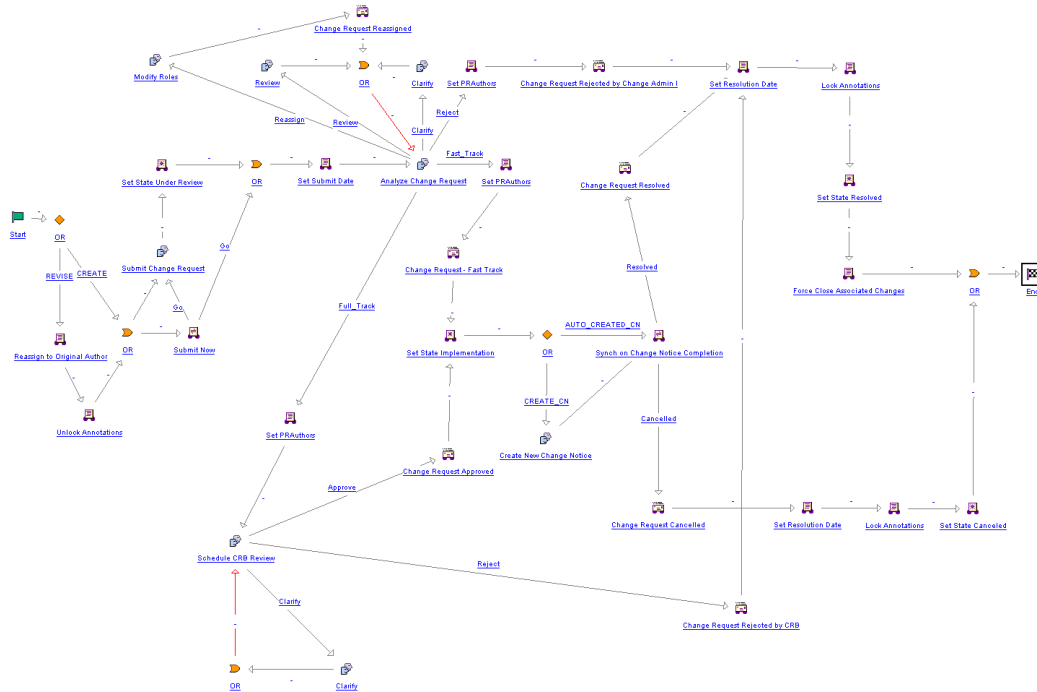 Change Request Reassigned
Modify Roles
Review
OR
Clarify
Set PRAuthors
Change Request Rejected by Change Admin I
Set Resolution Date
Lock Annotations
Reassign
Review
Clarify
Reject
Fast_Track
Set State Under Review
OR
Set Submit Date
Analyze Change Request
Set PRAuthors
Change Request Resolved
Set State Resolved
Start
OR
Go
Submit Change Request
Change Request - Fast Track
Resolved
REVISE
CREATE
Go
Full_Track
Force Close Associated Changes
OR
End
Reassign to Original Author
OR
Submit Now
Set State Implementation
OR
AUTO_CREATED_CN
Synch on Change Notice Completion
Unlock Annotations
Set PRAuthors
CREATE_CN
Cancelled
Create New Change Notice
Change Request Approved
Approve
Change Request Cancelled
Set Resolution Date
Lock Annotations
Set State Canceled
Schedule CRB Review
Reject
Clarify
Change Request Rejected by CRB
OR
Clarify